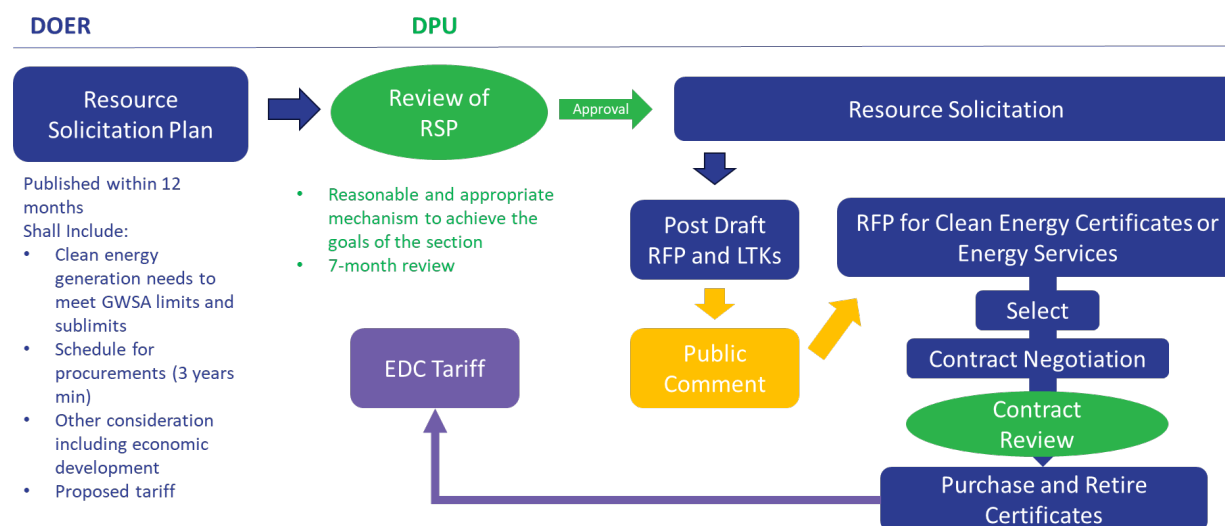 DOER
DPU
Resource
Solicitation Plan
Review of
RSP
Approval
Resource Solicitation
Published within 12
months
Shall Include:
• Clean energy
generation needs to
meet GWSA limits and
sublimits
• Schedule for
procurements (3 years
min)
• Other consideration
including economic
development
• Proposed tariff
• Reasonable and appropriate
mechanism to achieve the
goals of the section
• 7-month review
Post Draft
RFP and LTKs
RFP for Clean Energy Certificates or
Energy Services
Select
Contract Negotiation
EDC Tariff
Public
Comment
Contract
Review
Purchase and Retire
Certificates